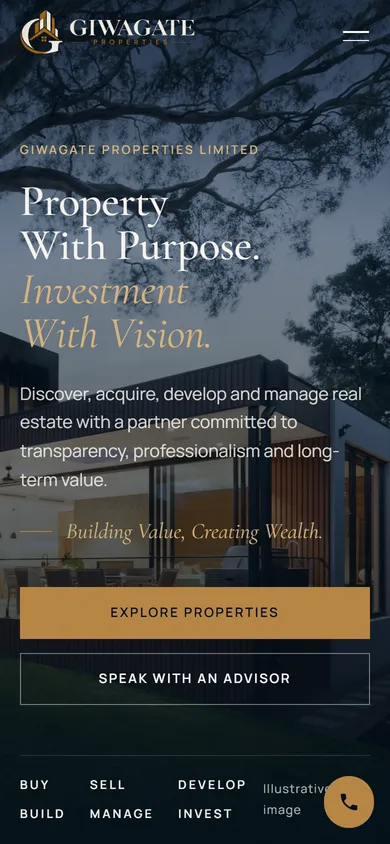 GIWAGATE
PROPERTIES
GIWAGATE PROPERTIES LIMITED
Property
With Purpose.
Investment
With Vision.
Discover, acquire, develop and manage real
estate with a partner committed to
transparency, professionalism and long-
term value.
Building Value, Creating Wealth.
EXPLORE PROPERTIES
SPEAK WITH AN ADVISOR
BUY SELL DEVELOP
BUILD MANAGE INVEST
Illustrative
image